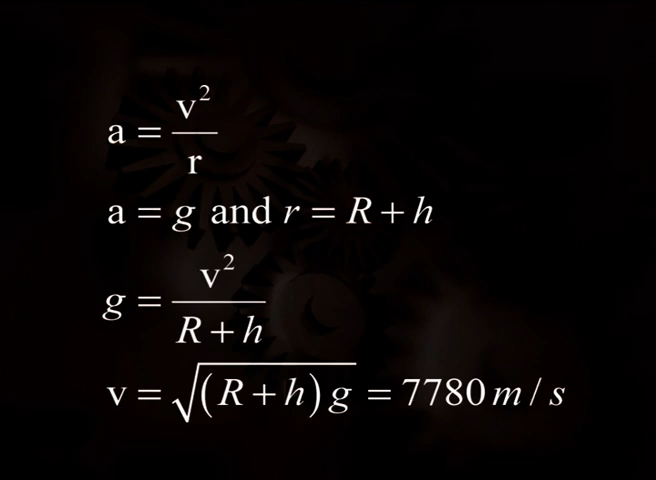 a = v²/r
a = g and r = R + h
g = v²/(R + h)
v = √(R + h)g = 7780 m / s